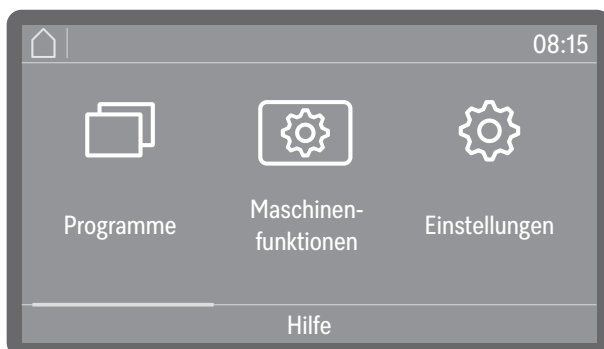 08:15
Programme
Maschinen-
funktionen
Einstellungen
Hilfe